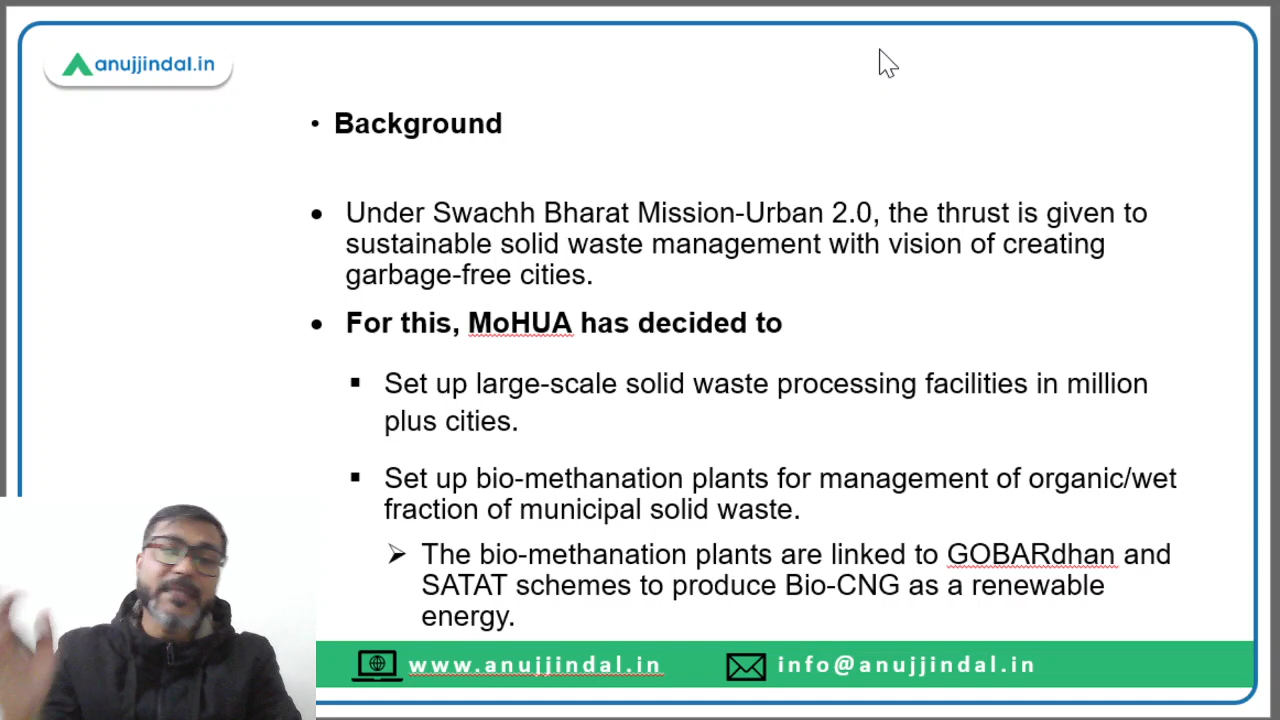 anujjindal.in
• Background
• Under Swachh Bharat Mission-Urban 2.0, the thrust is given to
sustainable solid waste management with vision of creating
garbage-free cities.
• For this, MoHUA has decided to
▪ Set up large-scale solid waste processing facilities in million
plus cities.
▪ Set up bio-methanation plants for management of organic/wet
fraction of municipal solid waste.
➢ The bio-methanation plants are linked to GOBARdhan and
SATAT schemes to produce Bio-CNG as a renewable
energy.
www.anujjindal.in info@anujjindal.in